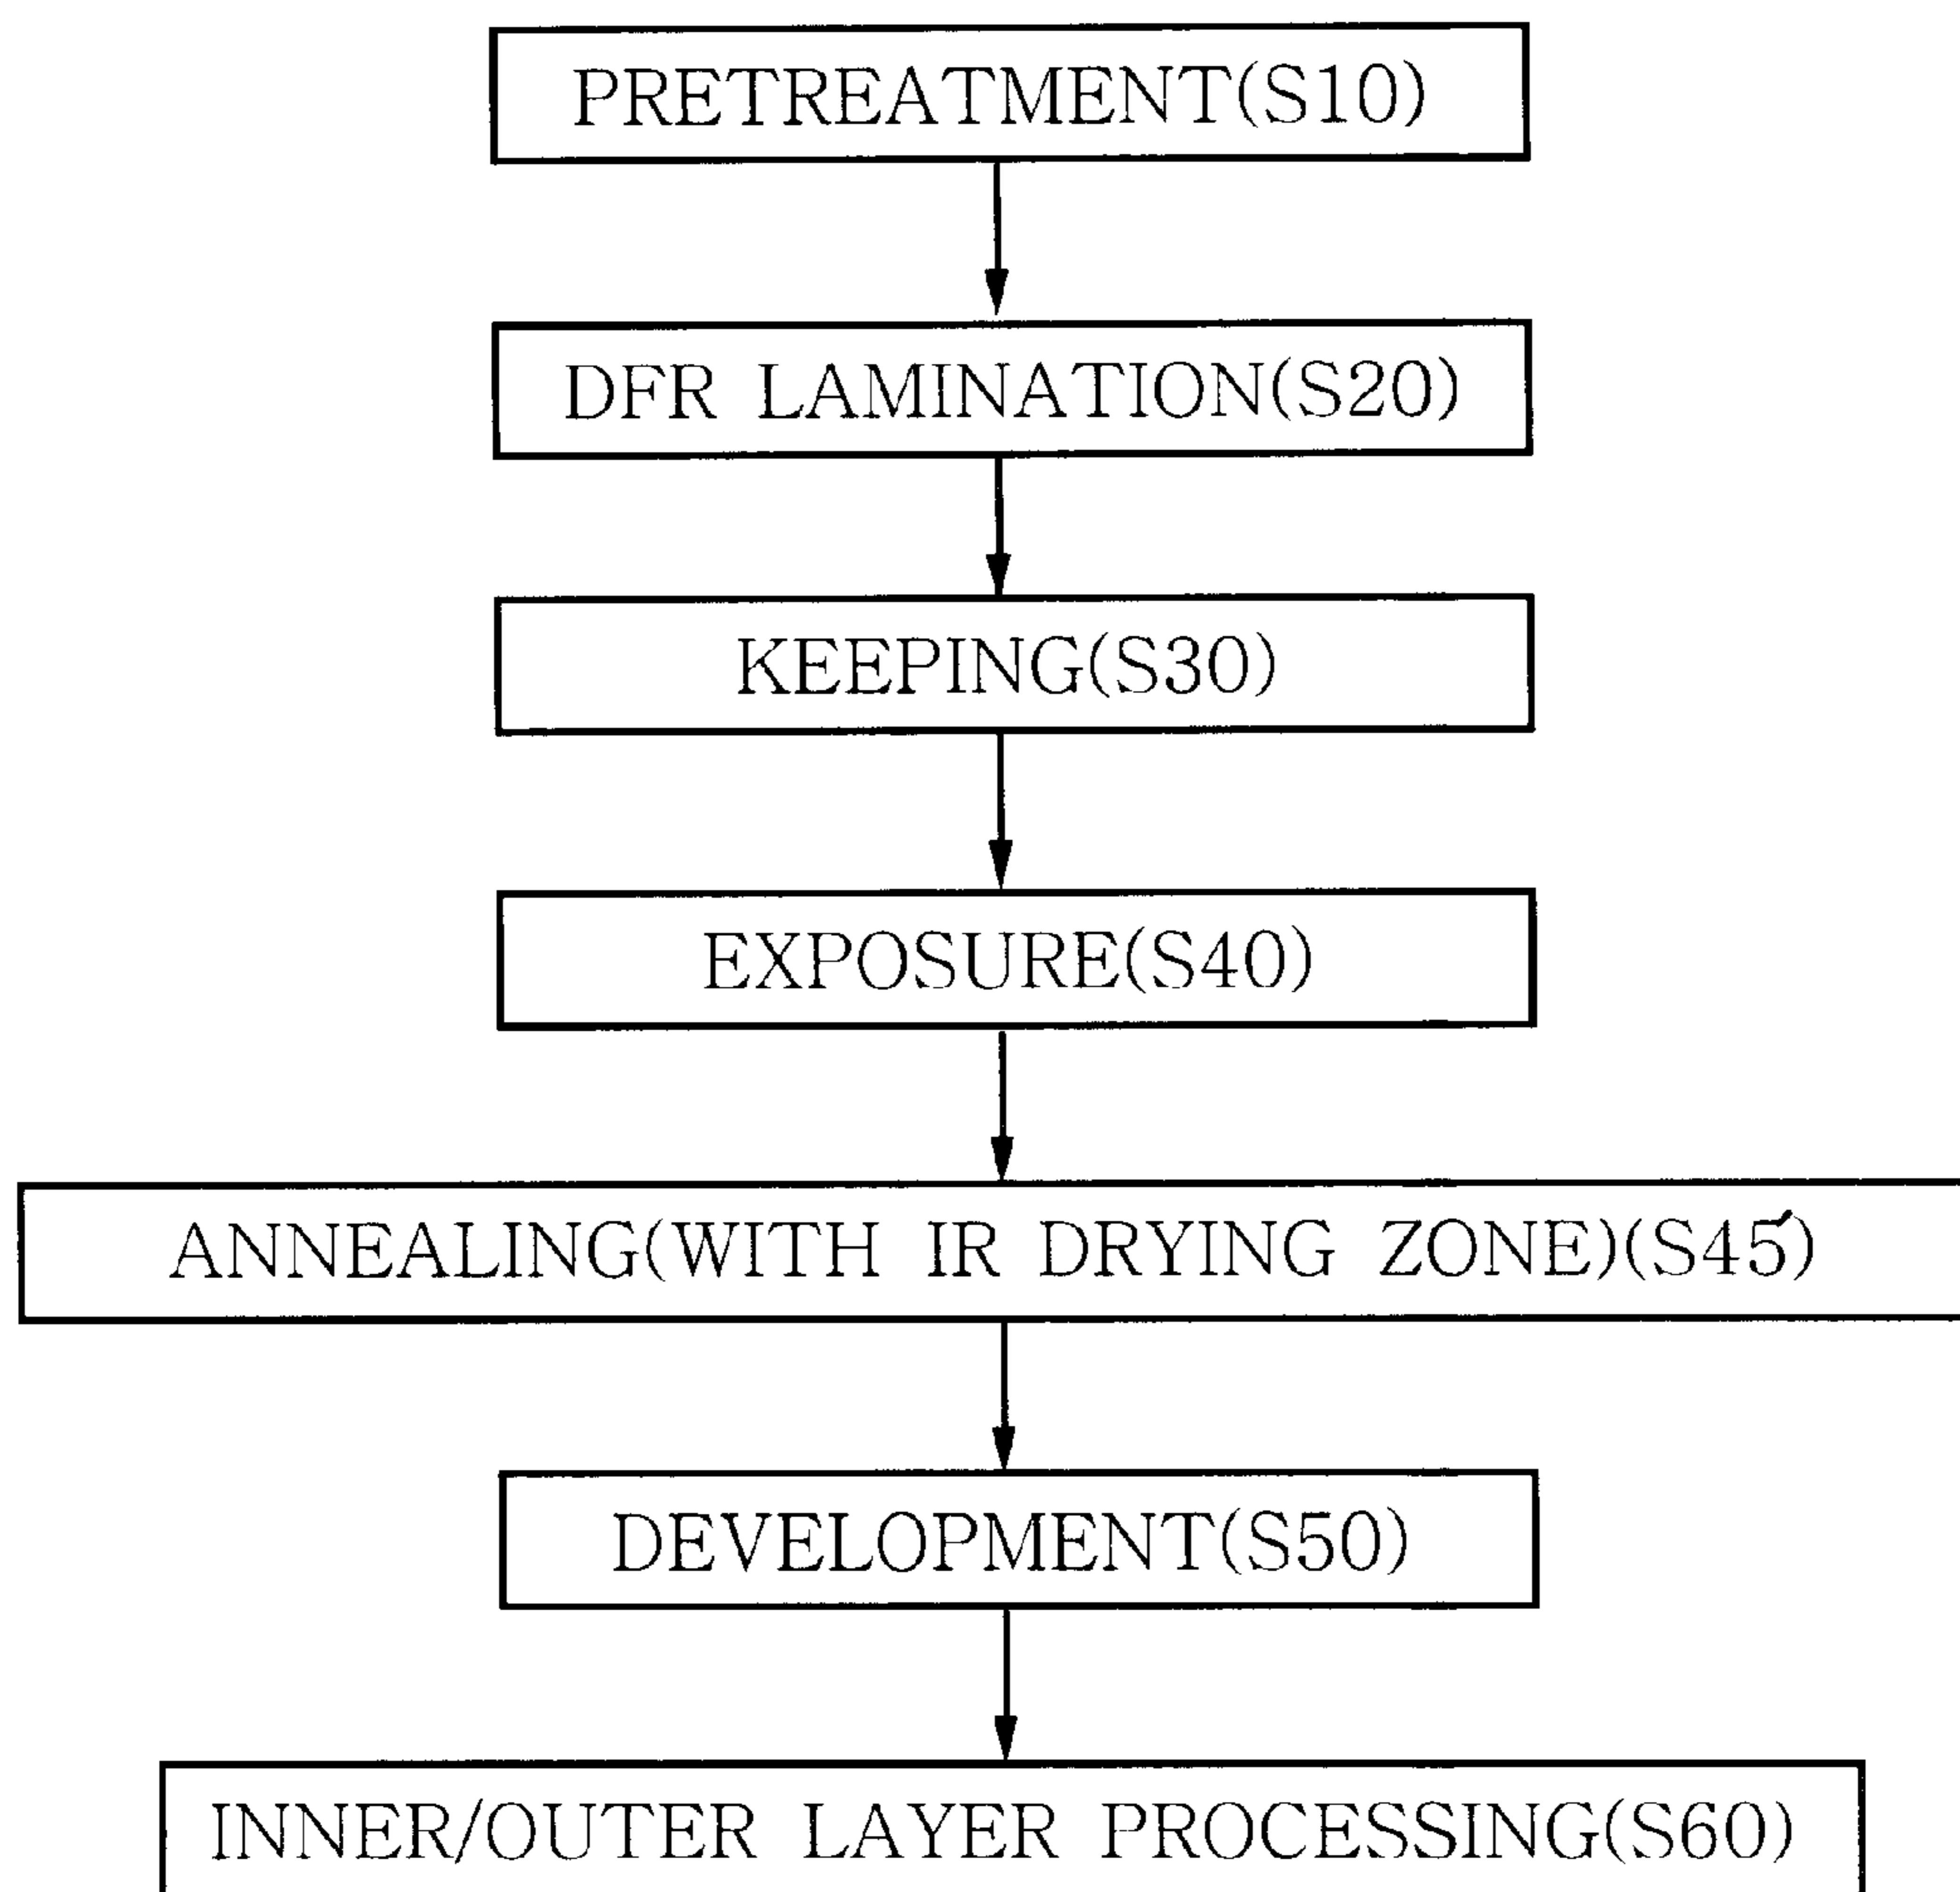 PRETREATMENT(S10)
DFR LAMINATION(S20)
KEEPING(S30)
EXPOSURE(S40)
ANNEALING(WITH IR DRYING ZONE)(S45)
DEVELOPMENT(S50)
INNER/OUTER LAYER PROCESSING(S60)